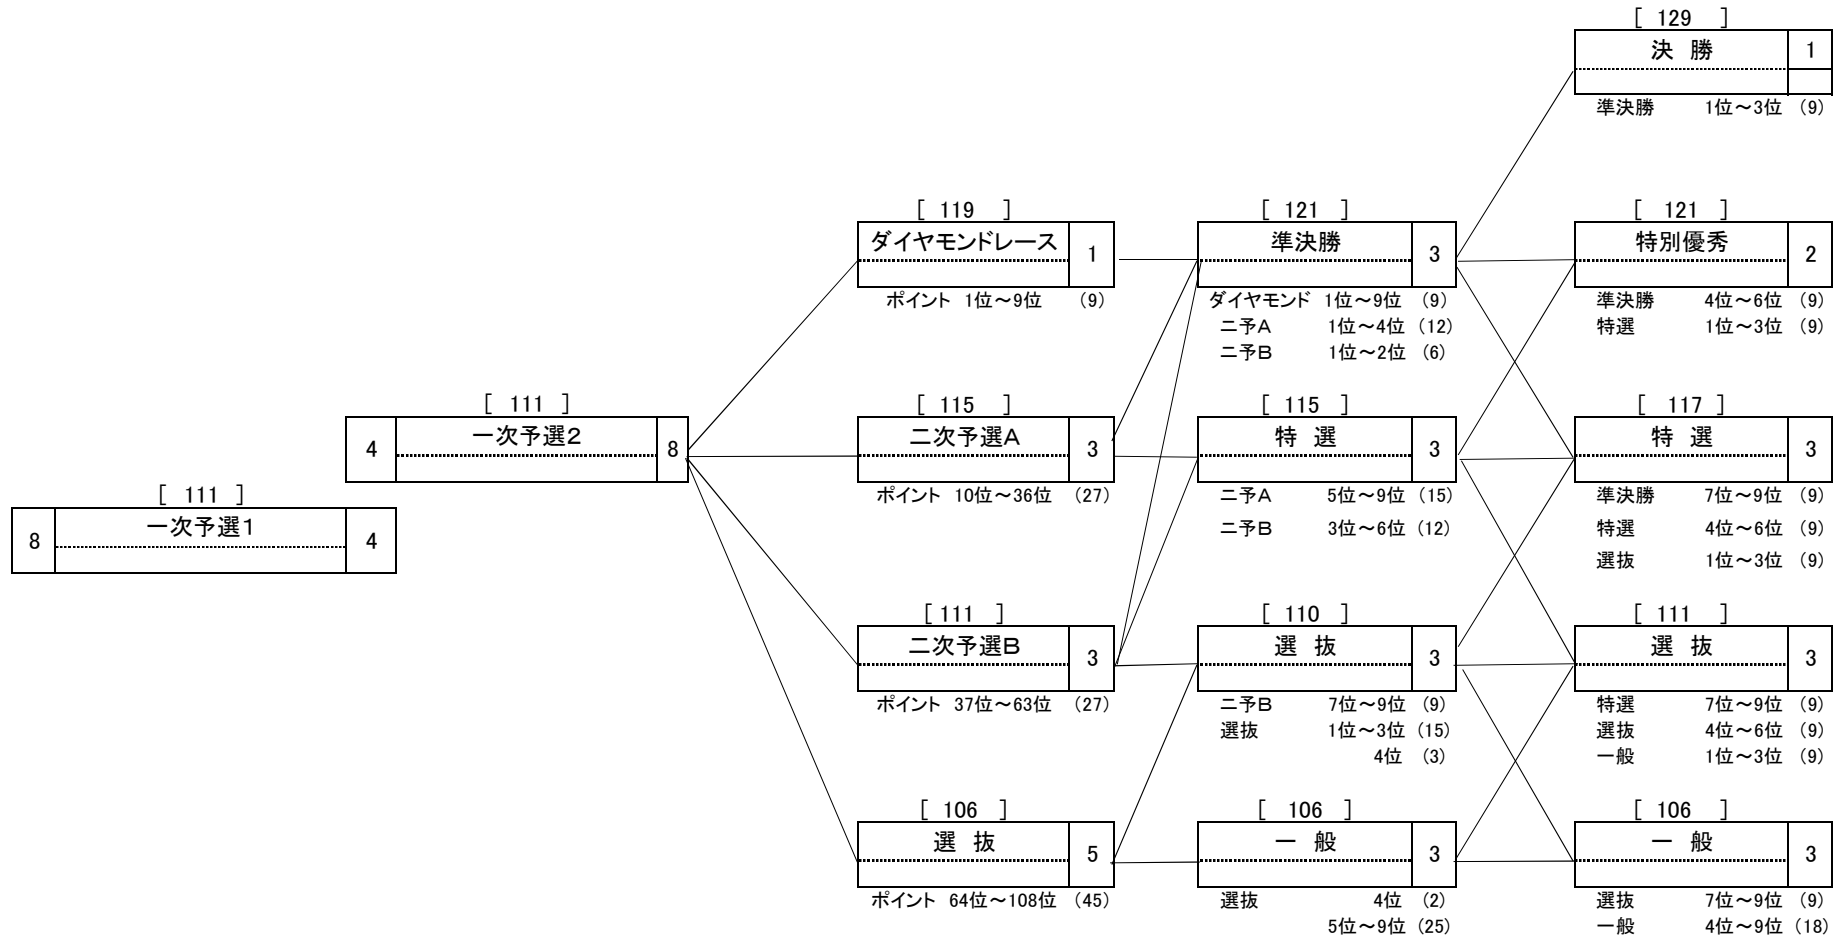 [ 111 ]
8 一次予選1 4
[ 111 ]
4 一次予選2 8
[ 119 ]
ダイヤモンドレース 1
ポイント 1位～9位 (9)
[ 115 ]
二次予選A 3
ポイント 10位～36位 (27)
[ 111 ]
二次予選B 3
ポイント 37位～63位 (27)
[ 106 ]
選 抜 5
ポイント 64位～108位 (45)
[ 121 ]
準決勝 3
ダイヤモンド 1位～9位 (9)
二予A 1位～4位 (12)
二予B 1位～2位 (6)
[ 115 ]
特 選 3
二予A 5位～9位 (15)
二予B 3位～6位 (12)
[ 110 ]
選 抜 3
二予B 7位～9位 (9)
選抜 1位～3位 (15)
4位 (3)
[ 106 ]
一 般 3
選抜 4位 (2)
5位～9位 (25)
[ 129 ]
決 勝 1
準決勝 1位～3位 (9)
[ 121 ]
特別優秀 2
準決勝 4位～6位 (9)
特選 1位～3位 (9)
[ 117 ]
特 選 3
準決勝 7位～9位 (9)
特選 4位～6位 (9)
選抜 1位～3位 (9)
[ 111 ]
選 抜 3
特選 7位～9位 (9)
選抜 4位～6位 (9)
一般 1位～3位 (9)
[ 106 ]
一 般 3
選抜 7位～9位 (9)
一般 4位～9位 (18)